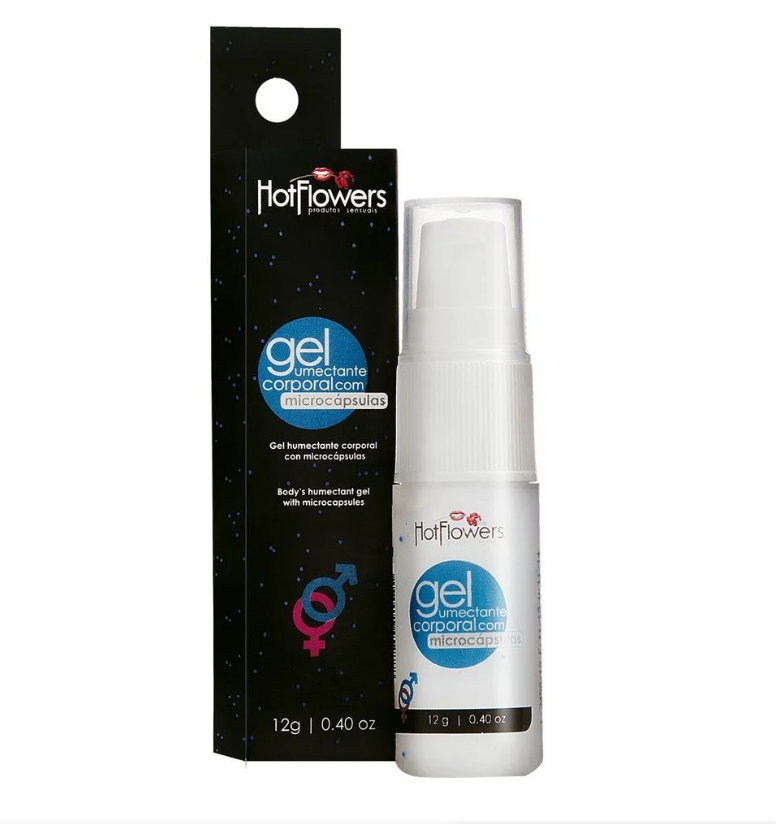 HotFlowers
produtos sensuais
gel
umectante
corporal com
microcápsulas
Gel humectante corporal
con microcápsulas
Body's humectant gel
with microcapsules
12g | 0.40 oz
HotFlowers
gel
umectante
corporal com
microcápsulas
12 g | 0.40 oz